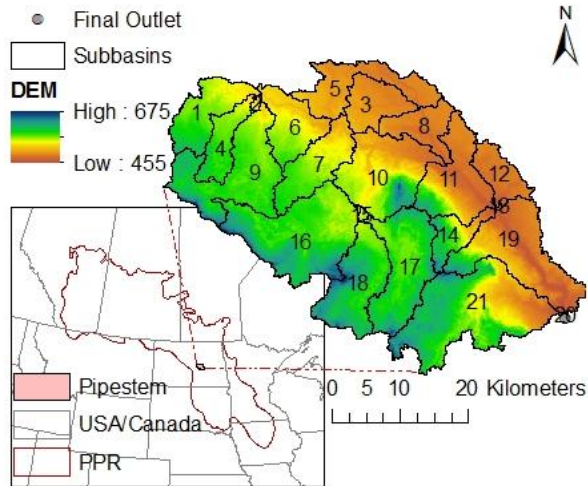 Final Outlet
Subbasins
DEM
High : 675
Low : 455
N
1
2
3
4
5
6
7
8
9
10
11
12
13
14
15
16
17
18
19
20
21
Pipestem
USA/Canada
PPR
0 5 10 20 Kilometers